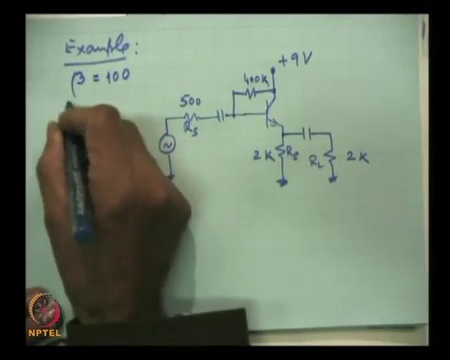 Example:
β = 100
+9V
400K
500
Rs
2K
RE
RL
2K
NPTEL